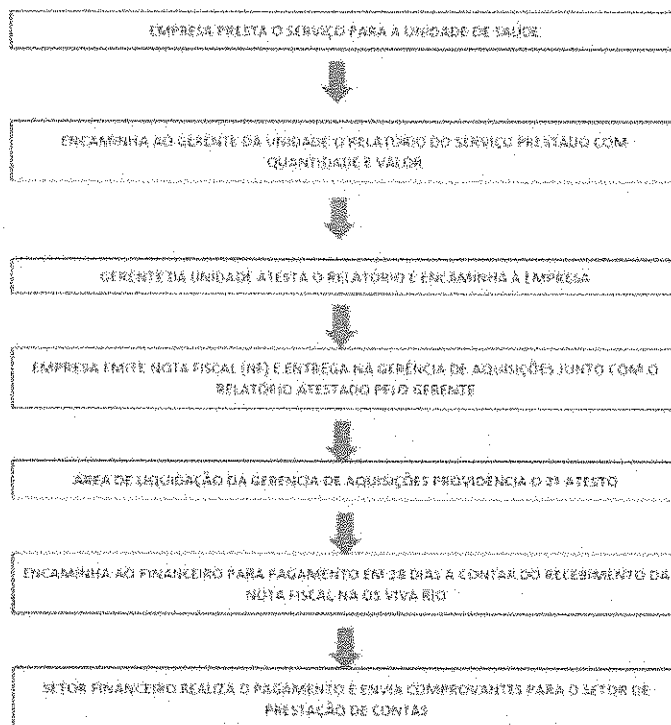 EMPRESA PRESTA O SERVIÇO PARA A UNIDADE DE SAÚDE
ENCAMINHA AO GERENTE DA UNIDADE O RELATÓRIO DO SERVIÇO PRESTADO COM
QUANTIDADE E VALOR
GERENTE DA UNIDADE ATESTA O RELATÓRIO E ENCAMINHA À EMPRESA
EMPRESA EMITE NOTA FISCAL (NF) E ENTREGA NA GERÊNCIA DE AQUISIÇÕES JUNTO COM O
RELATÓRIO ATESTADO PELO GERENTE
ÁREA DE LIQUIDAÇÃO DA GERENCIA DE AQUISIÇÕES PROVIDENCIA O 2º ATESTO
ENCAMINHA AO FINANCEIRO PARA PAGAMENTO EM 28 DIAS A CONTAR DO RECEBIMENTO DA
NOTA FISCAL NA OS VIVA RIO
SETOR FINANCEIRO REALIZA O PAGAMENTO E ENVIA COMPROVANTES PARA O SETOR DE
PRESTAÇÃO DE CONTAS